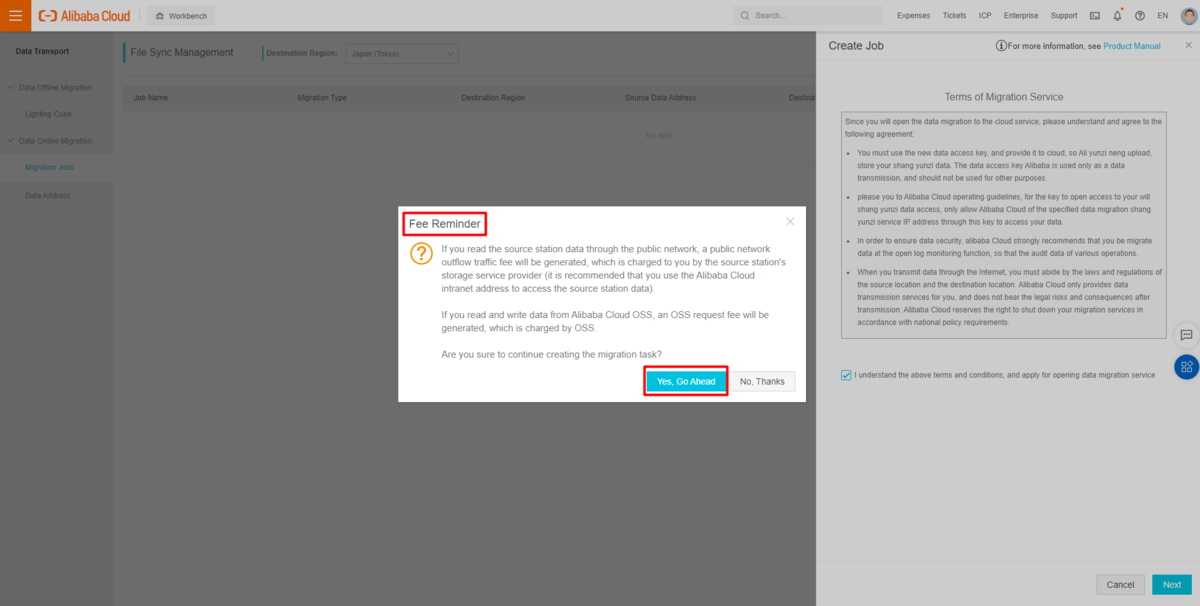 Alibaba Cloud
Workbench
Search...
Expenses
Tickets
ICP
Enterprise
Support
EN
Data Transport
Data Offline Migration
Lighting Cube
Data Online Migration
Migration Jobs
Data Address
File Sync Management
Destination Region:
Japan (Tokyo)
Job Name
Migration Type
Destination Region
Source Data Address
Destina
No data
Fee Reminder
If you read the source station data through the public network, a public network
outflow traffic fee will be generated, which is charged to you by the source station's
storage service provider (it is recommended that you use the Alibaba Cloud
intranet address to access the source station data).
If you read and write data from Alibaba Cloud OSS, an OSS request fee will be
generated, which is charged by OSS.
Are you sure to continue creating the migration task?
Yes, Go Ahead
No, Thanks
Create Job
For more information, see Product Manual
Terms of Migration Service
Since you will open the data migration to the cloud service, please understand and agree to the
following agreement:
You must use the new data access key, and provide it to cloud, so Ali yunzi neng upload,
store your shang yunzi data. The data access key Alibaba is used only as a data
transmission, and should not be used for other purposes.
please you to Alibaba Cloud operating guidelines, for the key to open access to your will
shang yunzi data access, only allow Alibaba Cloud of the specified data migration shang
yunzi service IP address through this key to access your data.
In order to ensure data security, alibaba Cloud strongly recommends that you be migrate
data at the open log monitoring function, so that the audit data of various operations.
When you transmit data through the Internet, you must abide by the laws and regulations of
the source location and the destination location. Alibaba Cloud only provides data
transmission services for you, and does not bear the legal risks and consequences after
transmission. Alibaba Cloud reserves the right to shut down your migration services in
accordance with national policy requirements.
I understand the above terms and conditions, and apply for opening data migration service
Cancel
Next